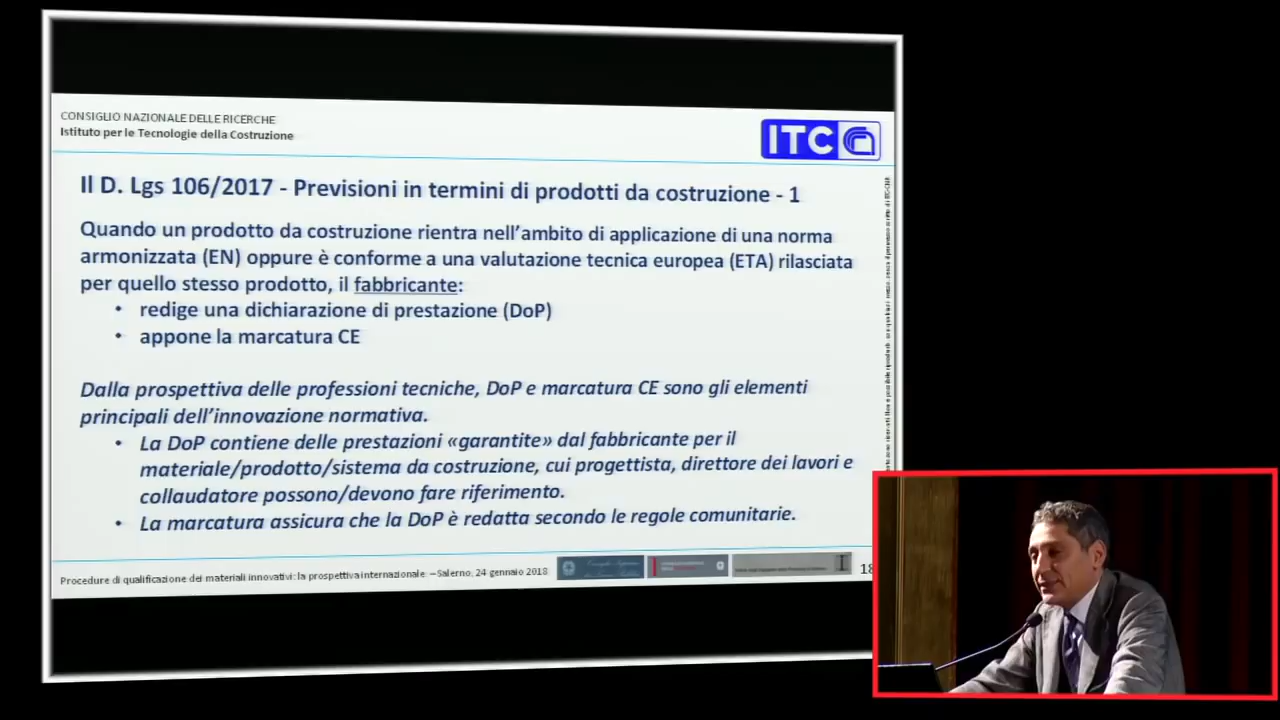 CONSIGLIO NAZIONALE DELLE RICERCHE
Istituto per le Tecnologie della Costruzione
ITC
Il D. Lgs 106/2017 - Previsioni in termini di prodotti da costruzione - 1
Quando un prodotto da costruzione rientra nell'ambito di applicazione di una norma
armonizzata (EN) oppure è conforme a una valutazione tecnica europea (ETA) rilasciata
per quello stesso prodotto, il fabbricante:
• redige una dichiarazione di prestazione (DoP)
• appone la marcatura CE
Dalla prospettiva delle professioni tecniche, DoP e marcatura CE sono gli elementi
principali dell'innovazione normativa.
• La DoP contiene delle prestazioni «garantite» dal fabbricante per il
materiale/prodotto/sistema da costruzione, cui progettista, direttore dei lavori e
collaudatore possono/devono fare riferimento.
• La marcatura assicura che la DoP è redatta secondo le regole comunitarie.
Procedure di qualificazione dei materiali innovativi: la prospettiva internazionale – Salerno, 24 gennaio 2018
18